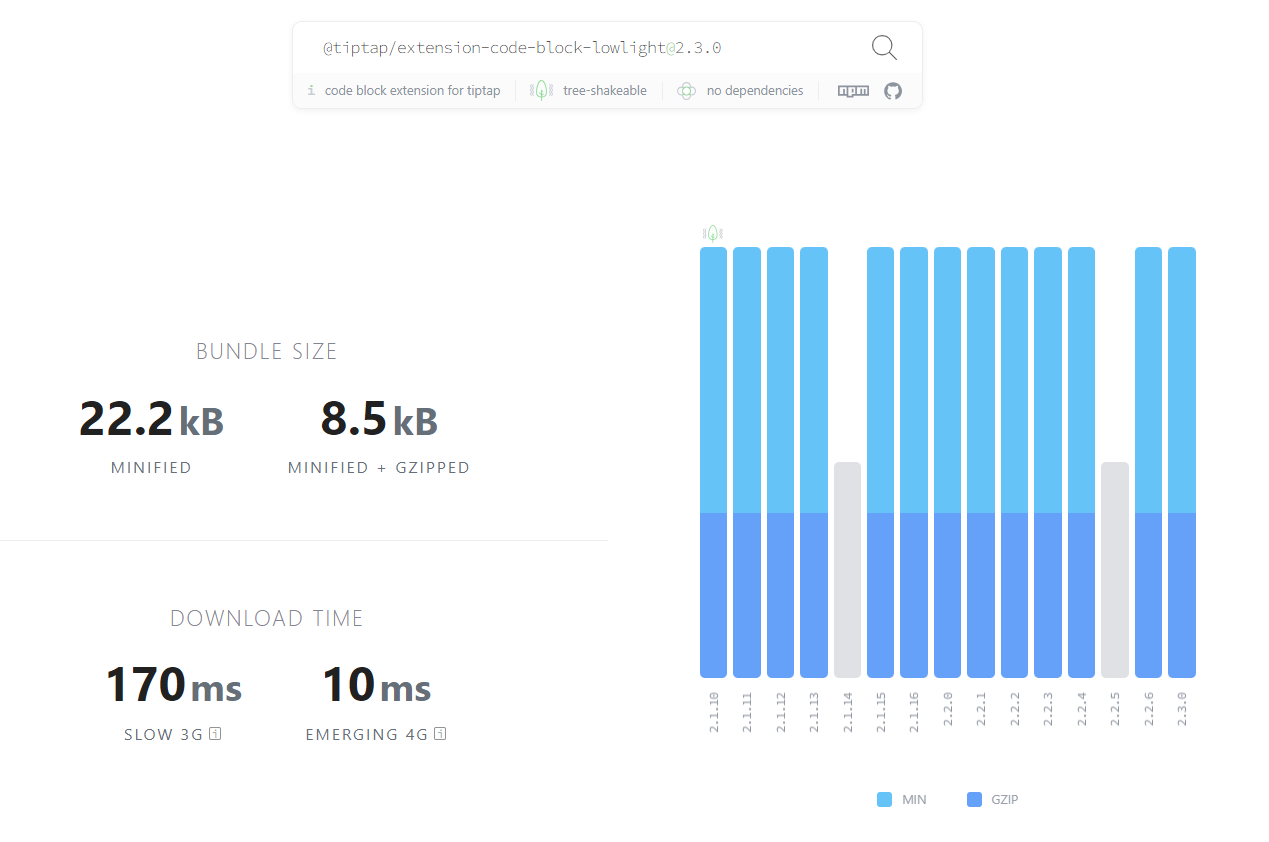 @tiptap/extension-code-block-lowlight@2.3.0
i code block extension for tiptap tree-shakeable no dependencies npm
BUNDLE SIZE
22.2 kB 8.5 kB
MINIFIED MINIFIED + GZIPPED
DOWNLOAD TIME
170 ms 10 ms
SLOW 3G i EMERGING 4G i
2.1.10
2.1.11
2.1.12
2.1.13
2.1.14
2.1.15
2.1.16
2.2.0
2.2.1
2.2.2
2.2.3
2.2.4
2.2.5
2.2.6
2.3.0
MIN GZIP